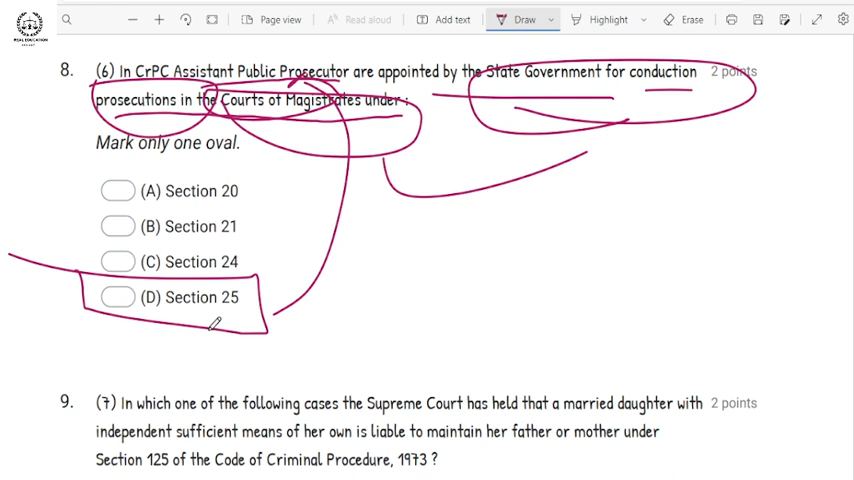 REAL EDUCATION
Page view
Read aloud
Add text
Draw
Highlight
Erase
8. (6) In CrPC Assistant Public Prosecutor are appointed by the State Government for conduction 2 points
prosecutions in the Courts of Magistrates under :
Mark only one oval.
(A) Section 20
(B) Section 21
(C) Section 24
(D) Section 25
9. (7) In which one of the following cases the Supreme Court has held that a married daughter with 2 points
independent sufficient means of her own is liable to maintain her father or mother under
Section 125 of the Code of Criminal Procedure, 1973 ?